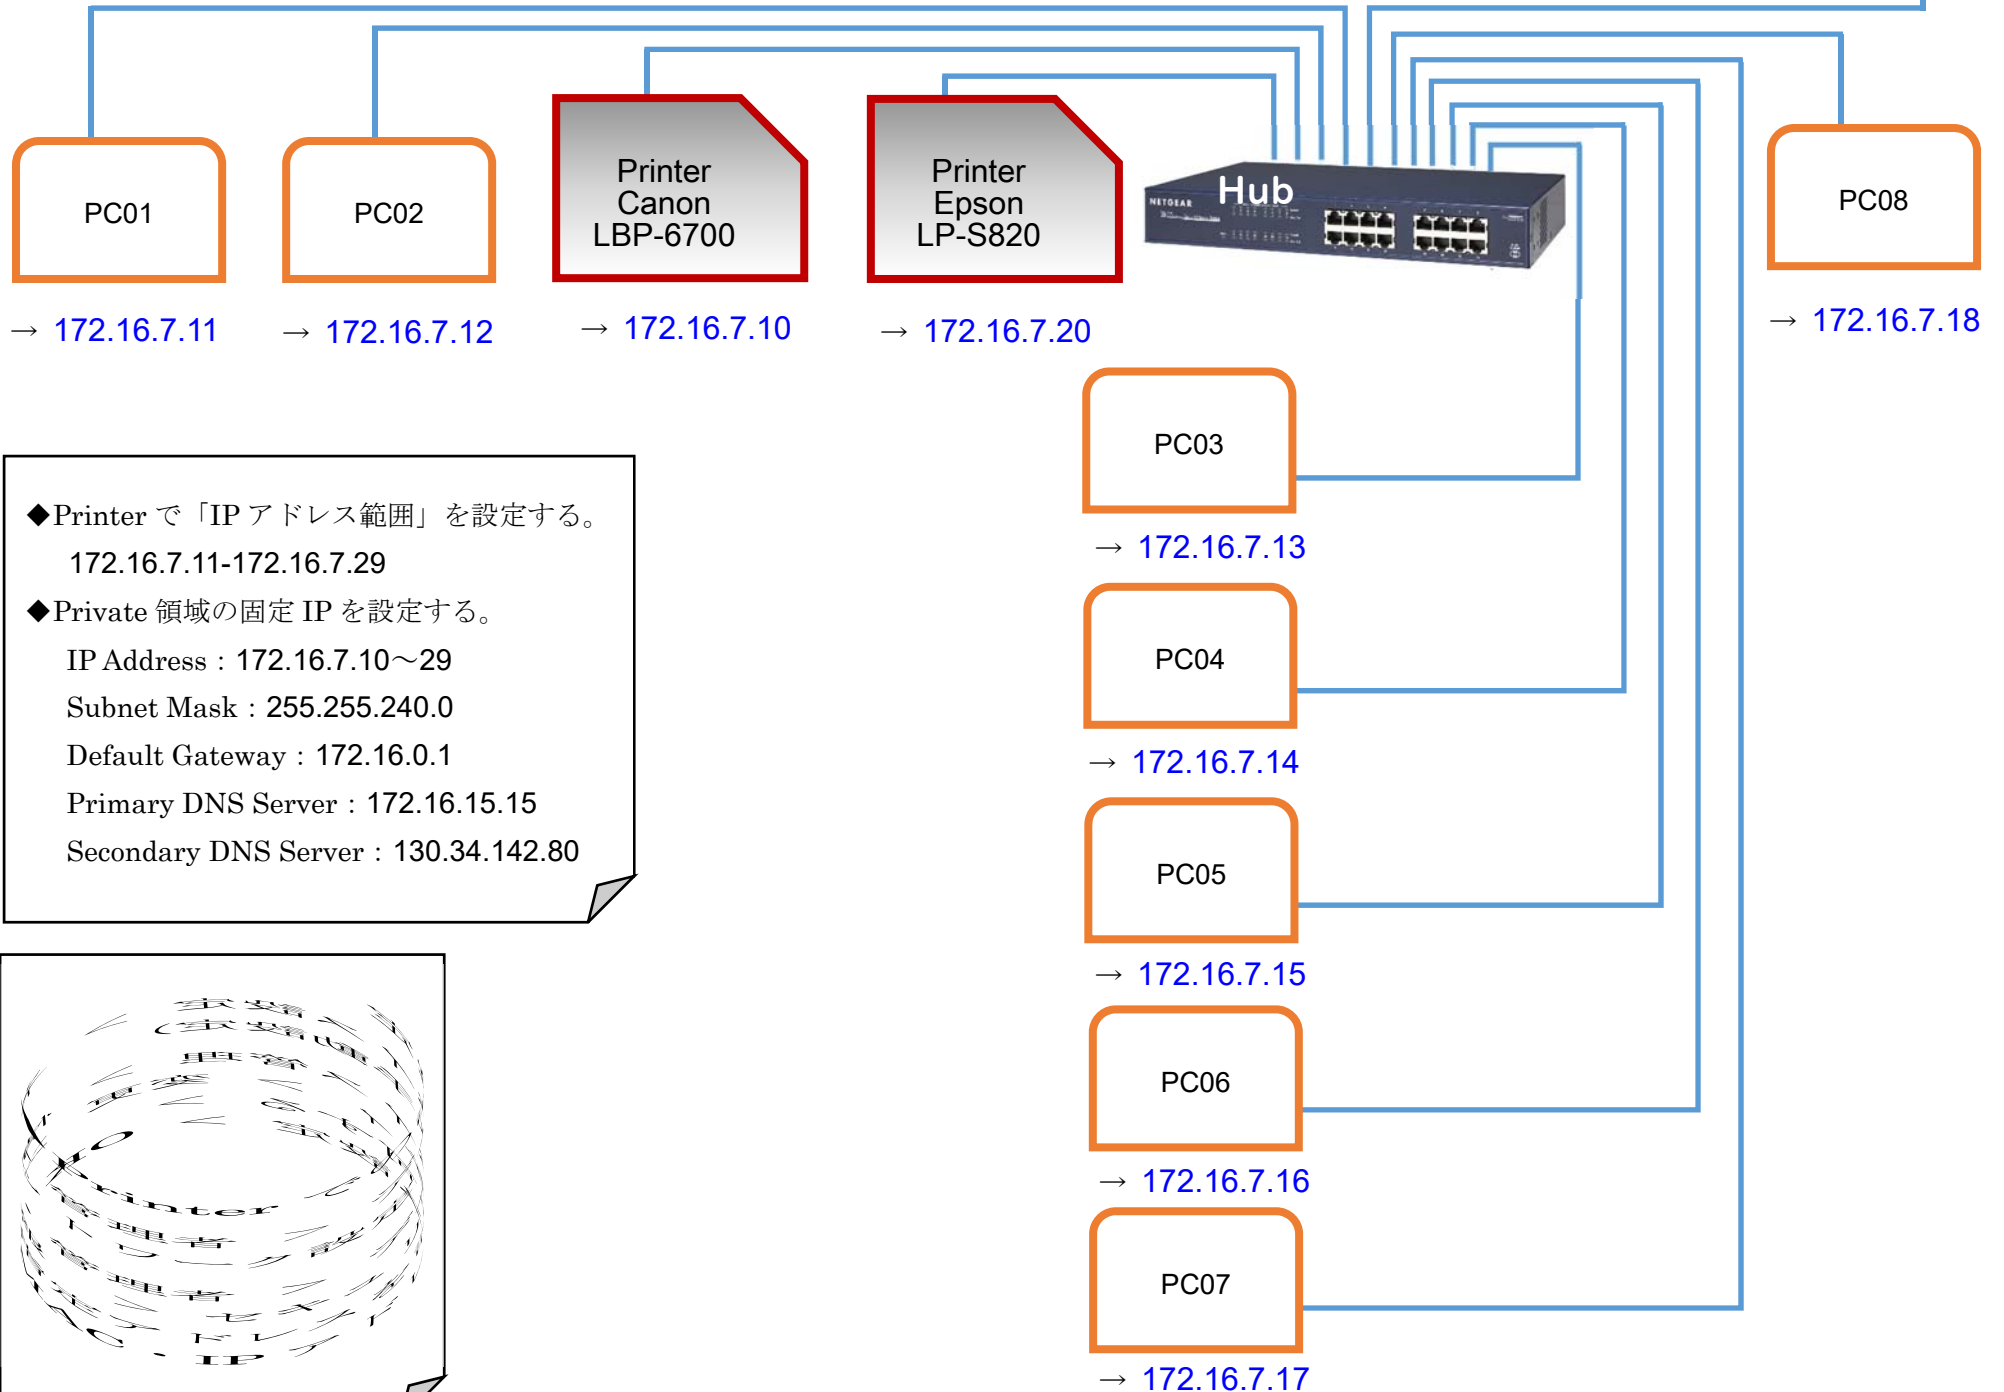 PC01
PC02
Printer
Canon
LBP-6700
Printer
Epson
LP-S820
Hub
NETGEAR
PC08
→ 172.16.7.11
→ 172.16.7.12
→ 172.16.7.10
→ 172.16.7.20
→ 172.16.7.18
PC03
→ 172.16.7.13
PC04
→ 172.16.7.14
PC05
→ 172.16.7.15
PC06
→ 172.16.7.16
PC07
→ 172.16.7.17
◆Printer で「IP アドレス範囲」を設定する。
172.16.7.11-172.16.7.29
◆Private 領域の固定 IP を設定する。
IP Address：172.16.7.10～29
Subnet Mask：255.255.240.0
Default Gateway：172.16.0.1
Primary DNS Server：172.16.15.15
Secondary DNS Server：130.34.142.80
Printer
IP